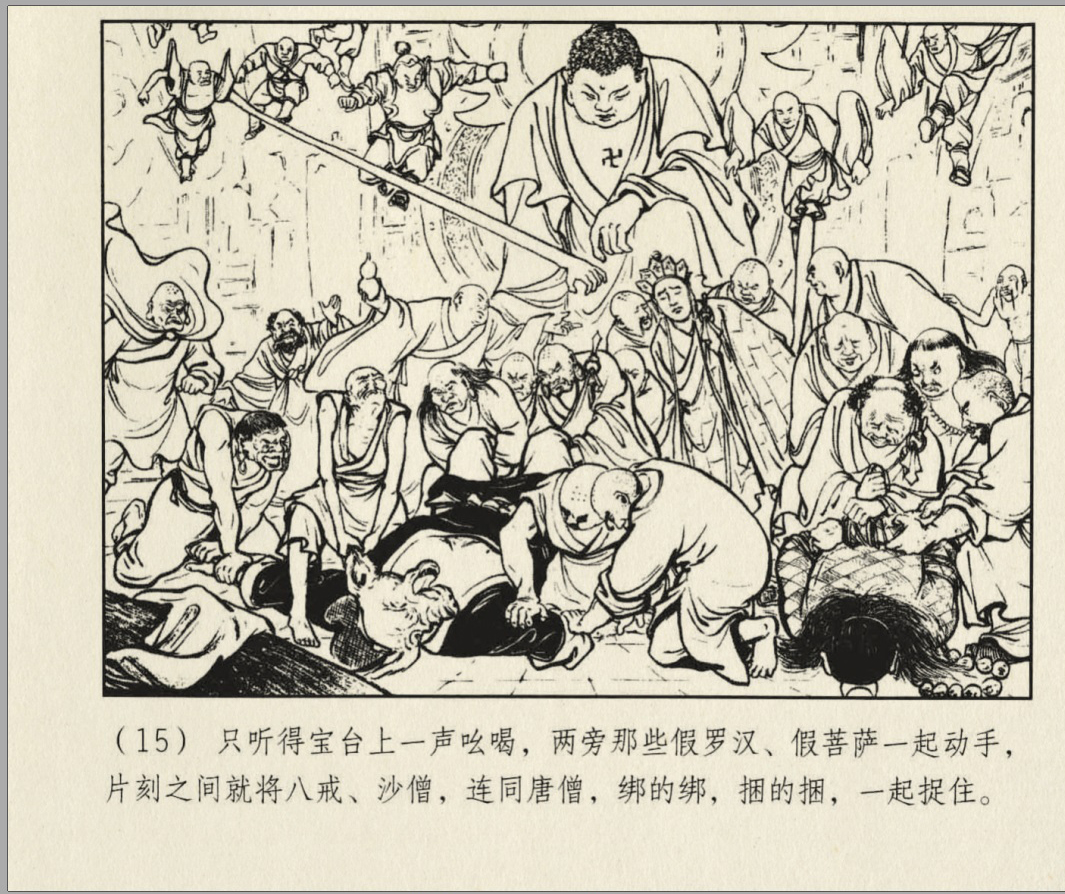 （15） 只听得宝台上一声吆喝，两旁那些假罗汉、假菩萨一起动手，
片刻之间就将八戒、沙僧，连同唐僧，绑的绑，捆的捆，一起捉住。